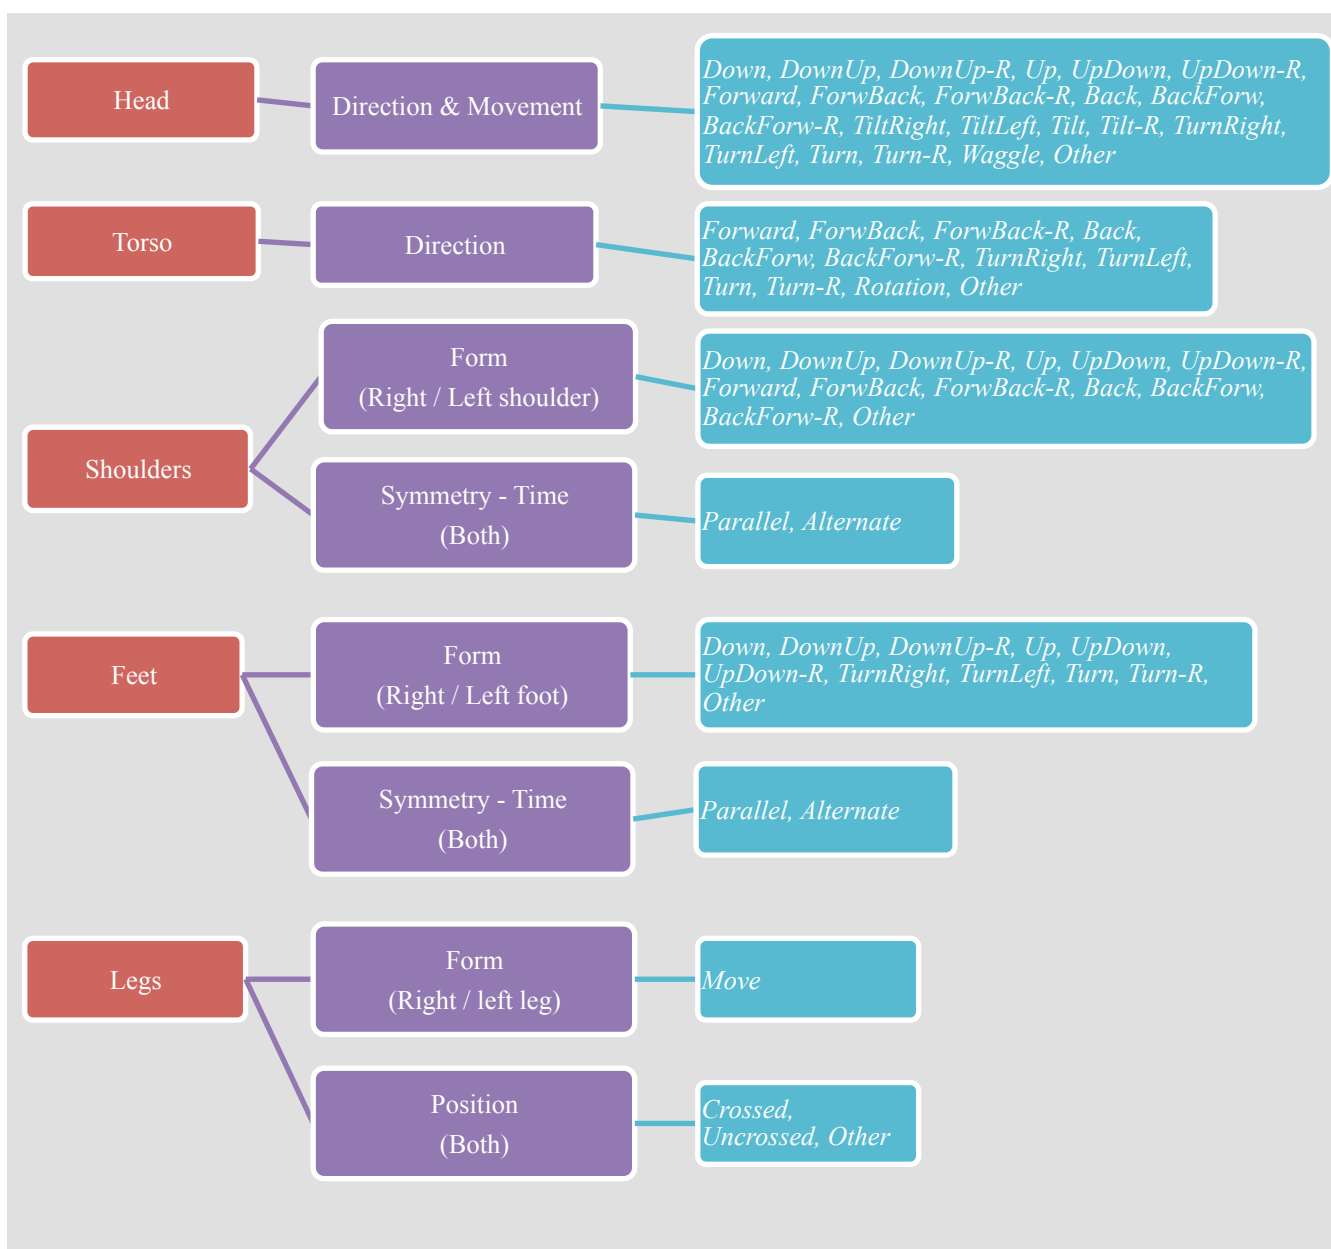 Head
Direction & Movement
Down, DownUp, DownUp-R, Up, UpDown, UpDown-R,
Forward, ForwBack, ForwBack-R, Back, BackForw,
BackForw-R, TiltRight, TiltLeft, Tilt, Tilt-R, TurnRight,
TurnLeft, Turn, Turn-R, Waggle, Other
Torso
Direction
Forward, ForwBack, ForwBack-R, Back,
BackForw, BackForw-R, TurnRight, TurnLeft,
Turn, Turn-R, Rotation, Other
Shoulders
Form
(Right / Left shoulder)
Down, DownUp, DownUp-R, Up, UpDown, UpDown-R,
Forward, ForwBack, ForwBack-R, Back, BackForw,
BackForw-R, Other
Symmetry - Time
(Both)
Parallel, Alternate
Feet
Form
(Right / Left foot)
Down, DownUp, DownUp-R, Up, UpDown,
UpDown-R, TurnRight, TurnLeft, Turn, Turn-R,
Other
Symmetry - Time
(Both)
Parallel, Alternate
Legs
Form
(Right / left leg)
Move
Position
(Both)
Crossed,
Uncrossed, Other